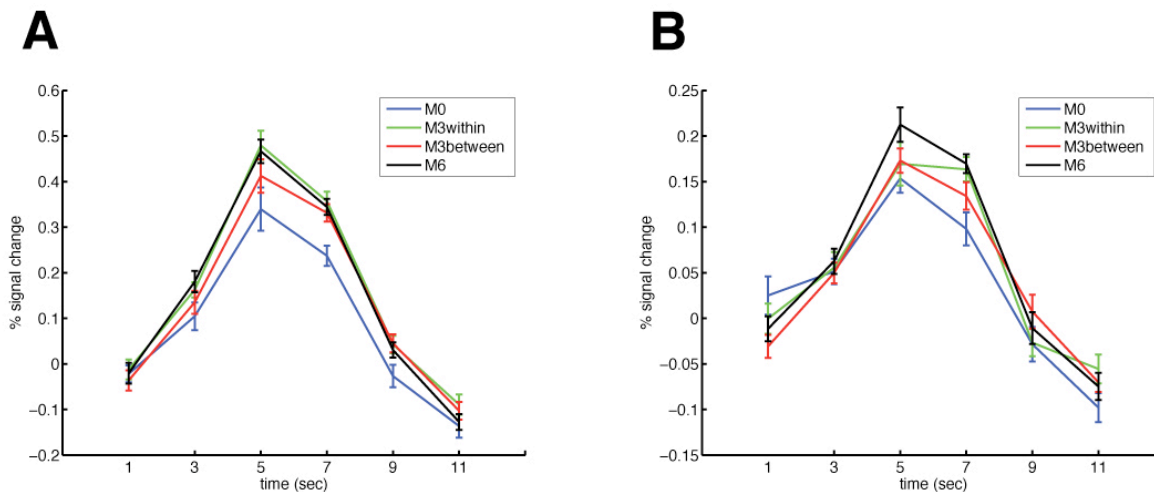 A
0.6
0.5
0.4
0.3
0.2
0.1
0
−0.1
−0.2
% signal change
1 3 5 7 9 11
time (sec)
M0
M3within
M3between
M6
B
0.25
0.2
0.15
0.1
0.05
0
−0.05
−0.1
−0.15
% signal change
1 3 5 7 9 11
time (sec)
M0
M3within
M3between
M6